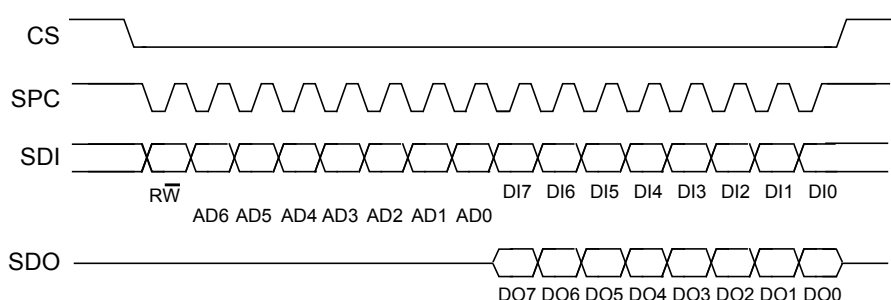 CS
SPC
SDI
RW̅
DI7 DI6 DI5 DI4 DI3 DI2 DI1 DI0
AD6 AD5 AD4 AD3 AD2 AD1 AD0
SDO
DO7 DO6 DO5 DO4 DO3 DO2 DO1 DO0